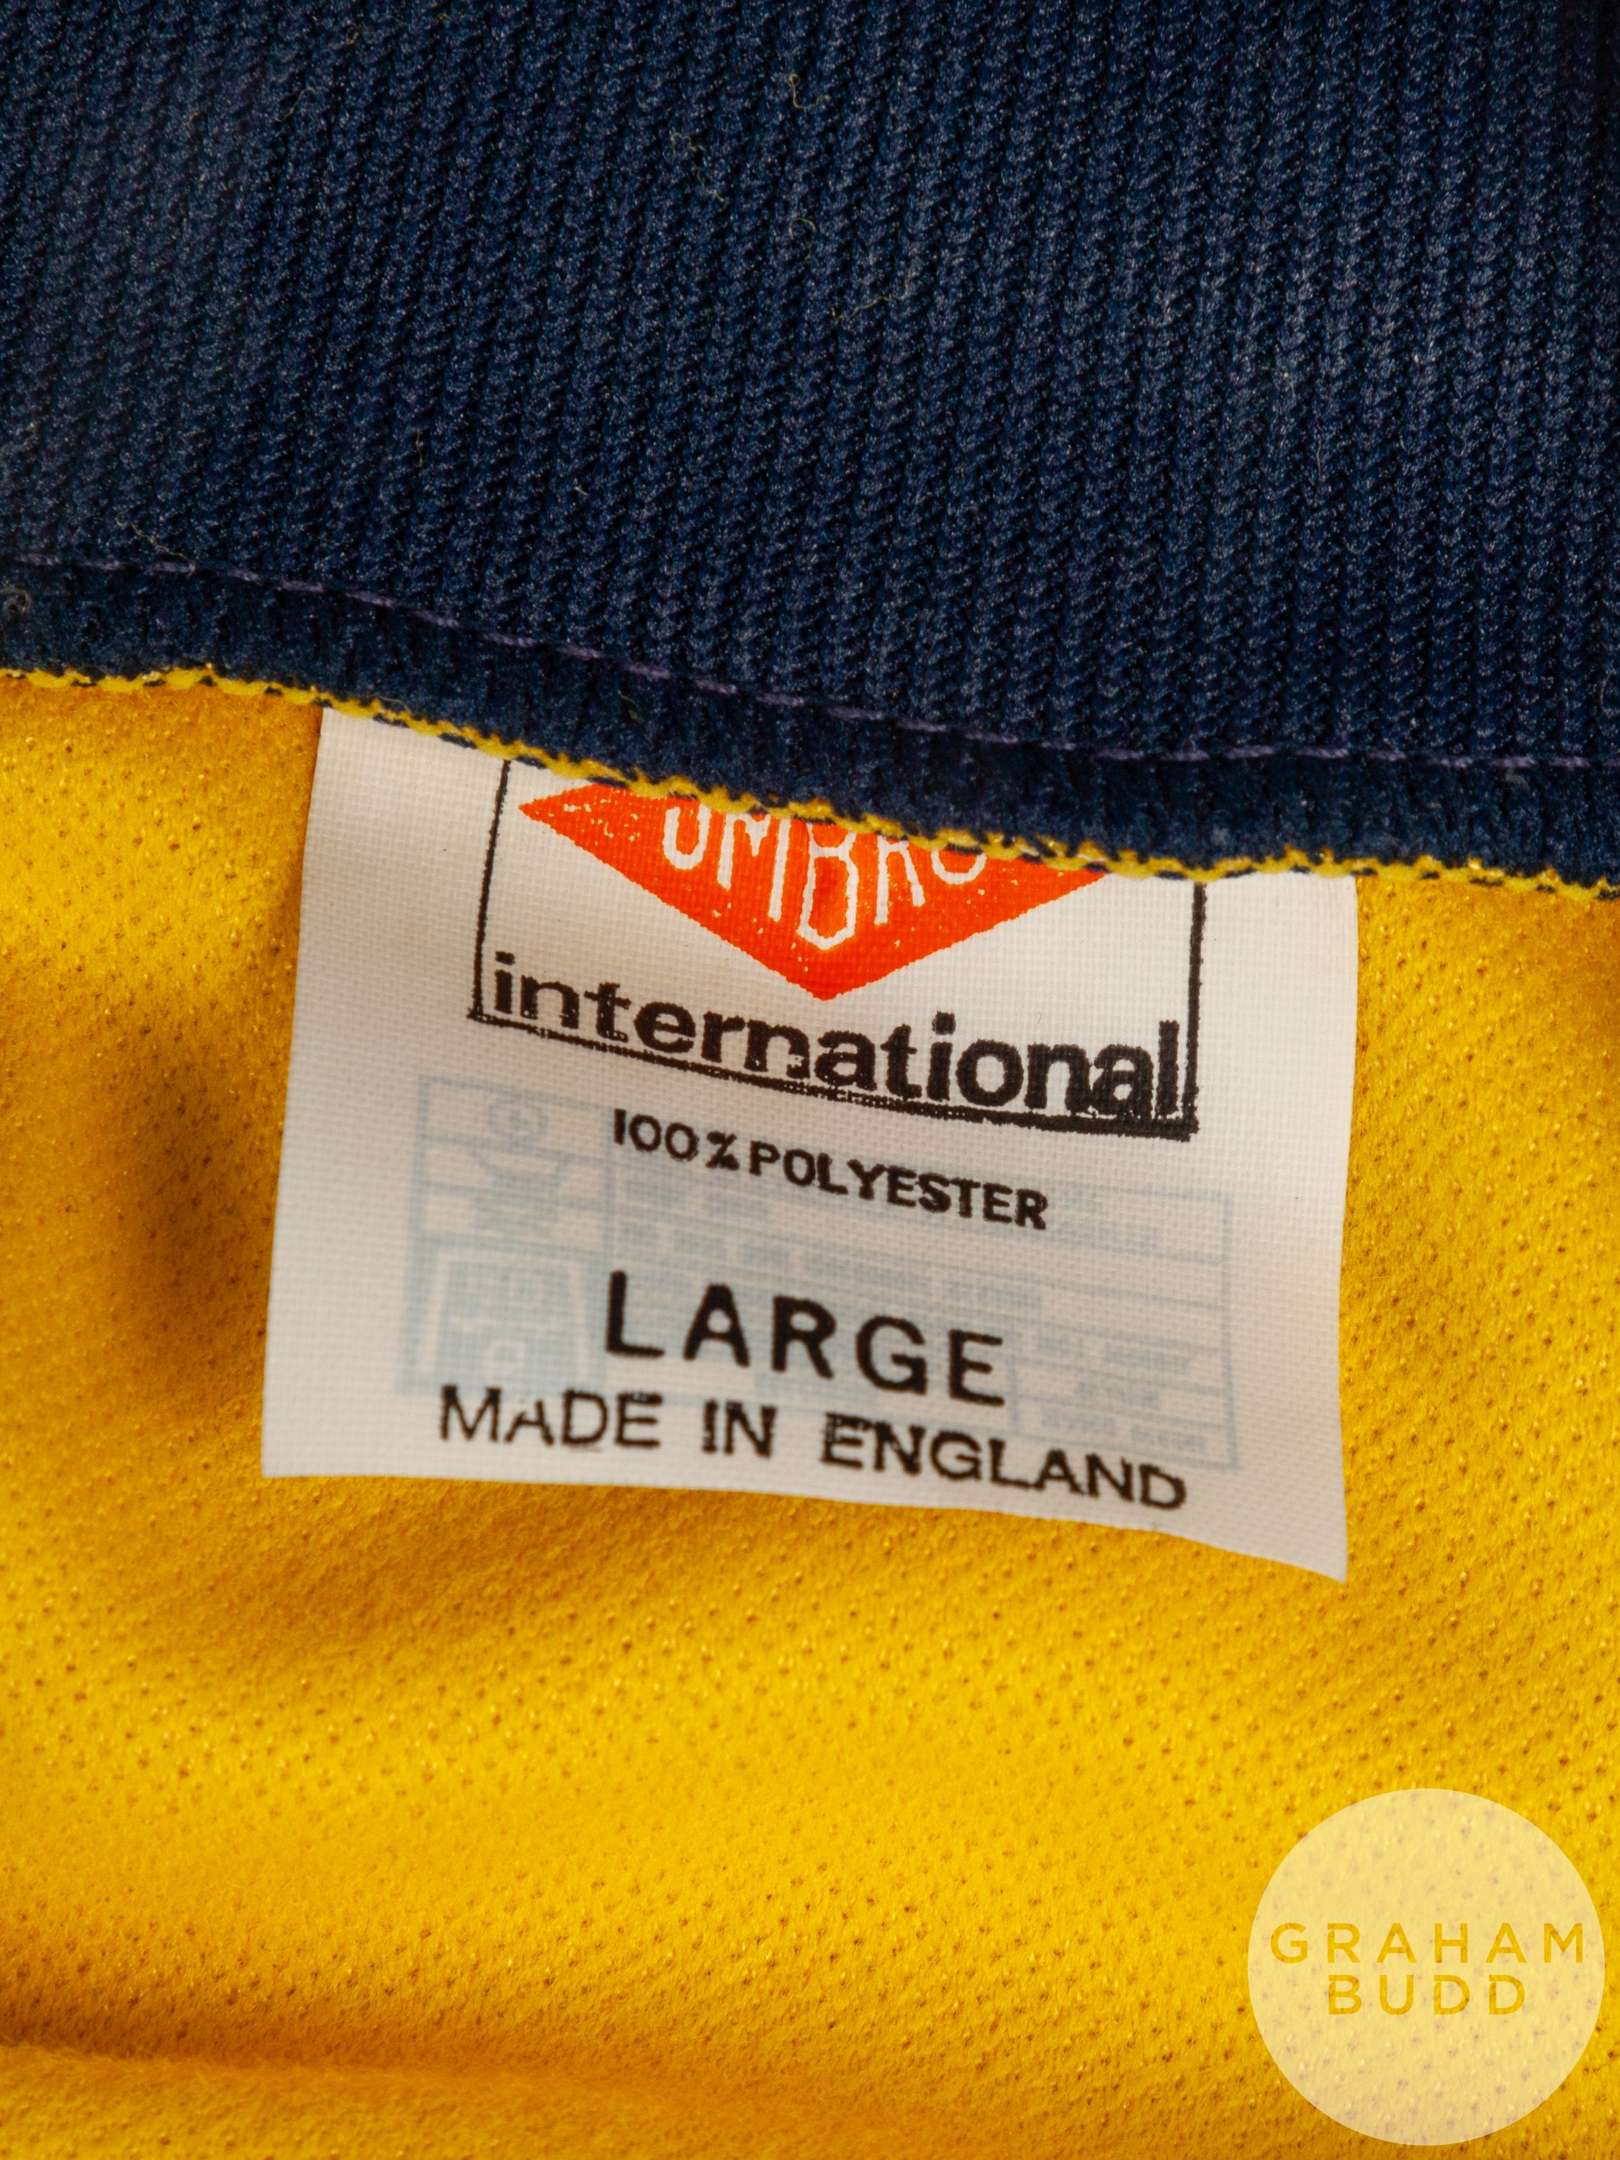 UMBRO
international
100% POLYESTER
LARGE
MADE IN ENGLAND
GRAHAM
BUDD